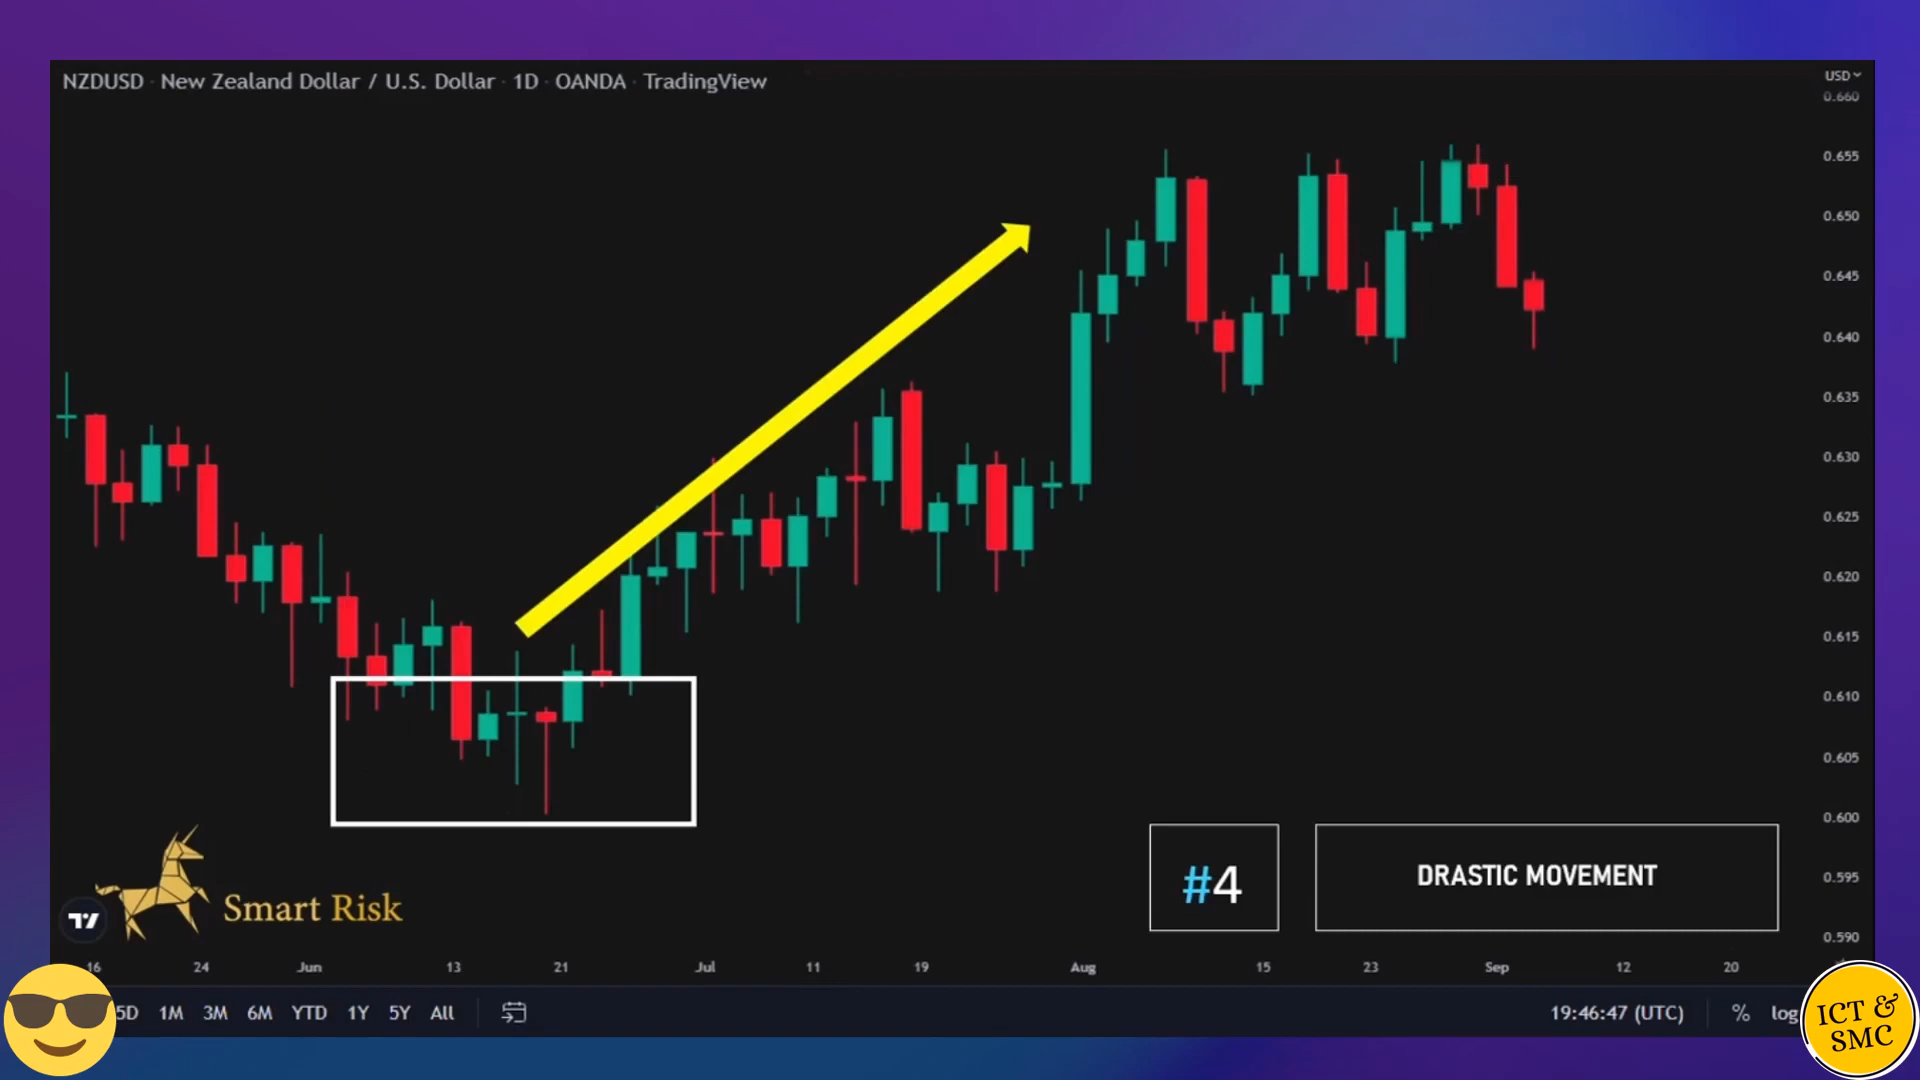 NZDUSD · New Zealand Dollar / U.S. Dollar · 1D · OANDA · TradingView
USD
0.660
0.655
0.650
0.645
0.640
0.635
0.630
0.625
0.620
0.615
0.610
0.605
0.600
0.595
0.590
#4
DRASTIC MOVEMENT
Smart Risk
16 24 Jun 13 21 Jul 11 19 Aug 15 23 Sep 12 20
5D 1M 3M 6M YTD 1Y 5Y All
19:46:47 (UTC) % log
ICT &
SMC